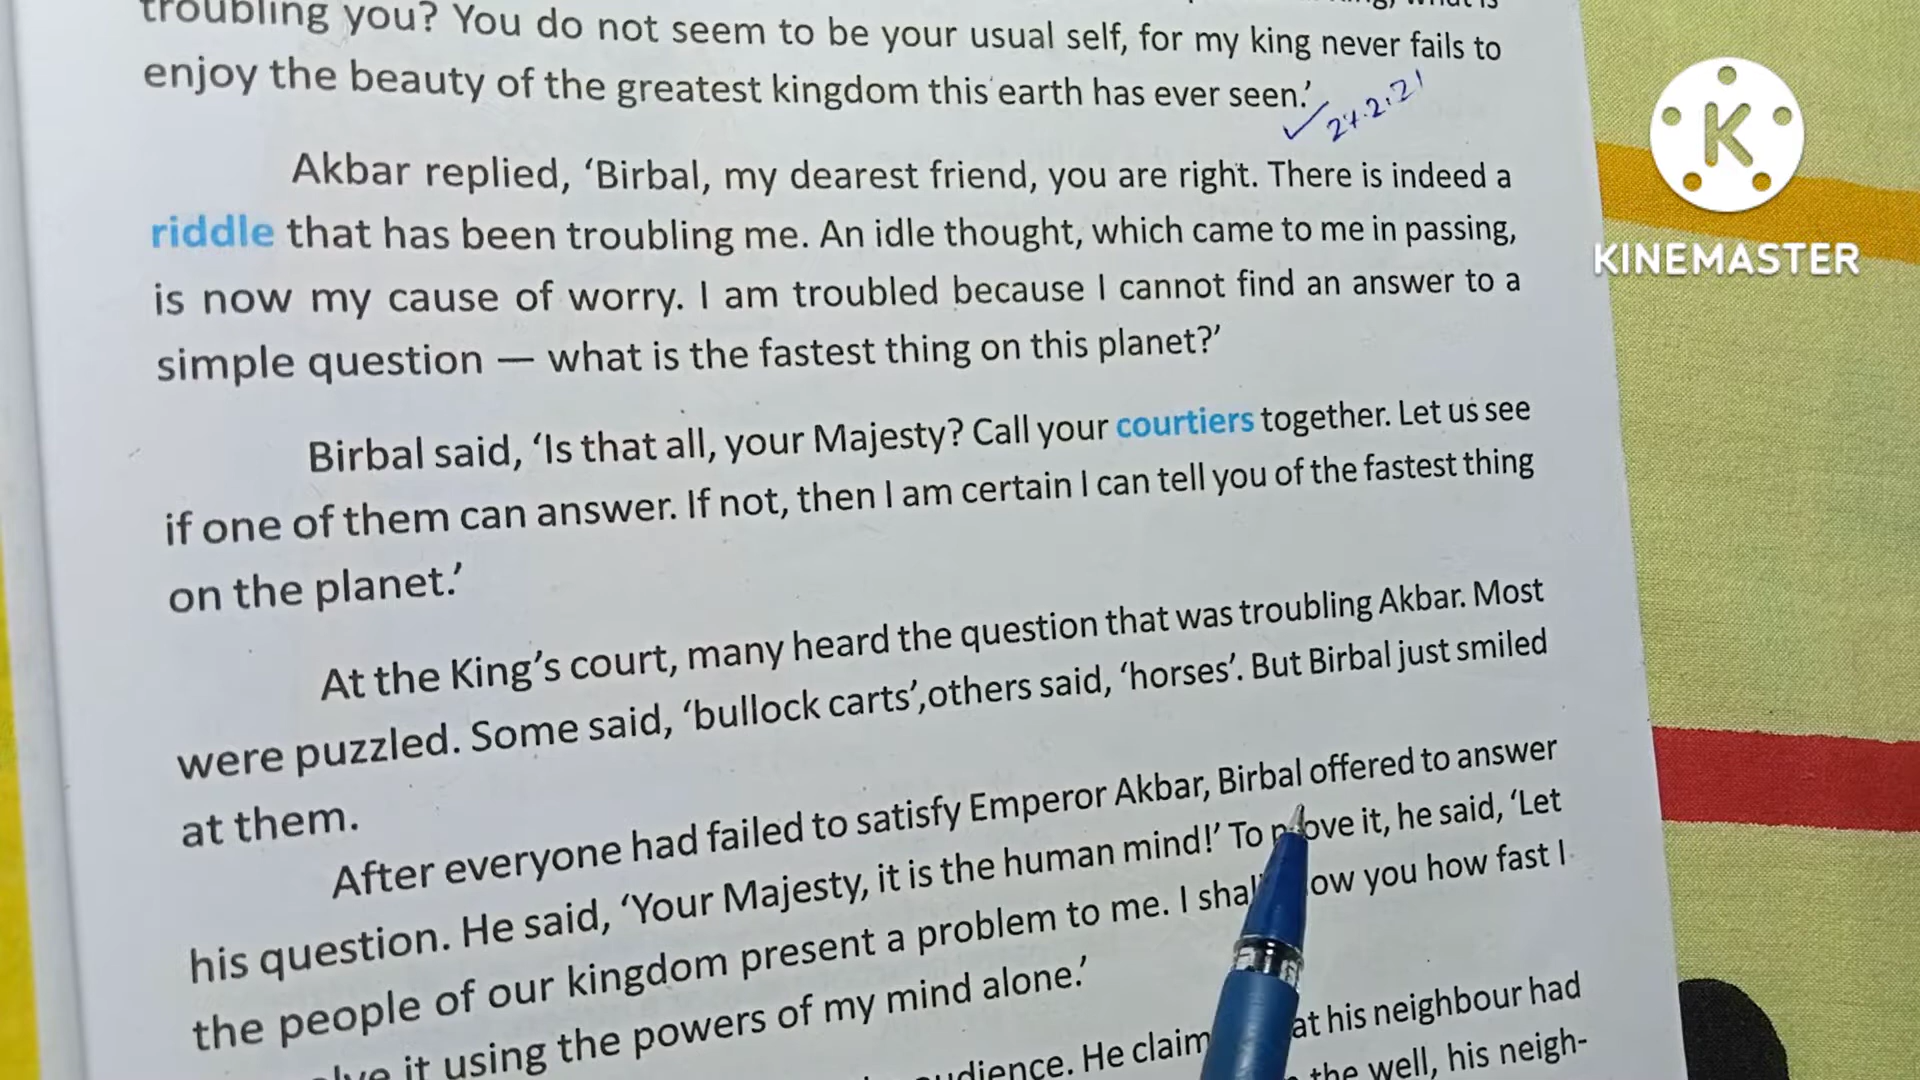 troubling you? You do not seem to be your usual self, for my king never fails to
enjoy the beauty of the greatest kingdom this earth has ever seen.'
27.2.21
Akbar replied, 'Birbal, my dearest friend, you are right. There is indeed a
riddle that has been troubling me. An idle thought, which came to me in passing,
is now my cause of worry. I am troubled because I cannot find an answer to a
simple question — what is the fastest thing on this planet?'
Birbal said, 'Is that all, your Majesty? Call your courtiers together. Let us see
if one of them can answer. If not, then I am certain I can tell you of the fastest thing
on the planet.'
At the King's court, many heard the question that was troubling Akbar. Most
were puzzled. Some said, 'bullock carts',others said, 'horses'. But Birbal just smiled
at them.
After everyone had failed to satisfy Emperor Akbar, Birbal offered to answer
his question. He said, 'Your Majesty, it is the human mind!' To prove it, he said, 'Let
the people of our kingdom present a problem to me. I shall you how fast I
it using the powers of my mind alone.'
He at his neighbour had
the well, his neigh-
K
KINEMASTER